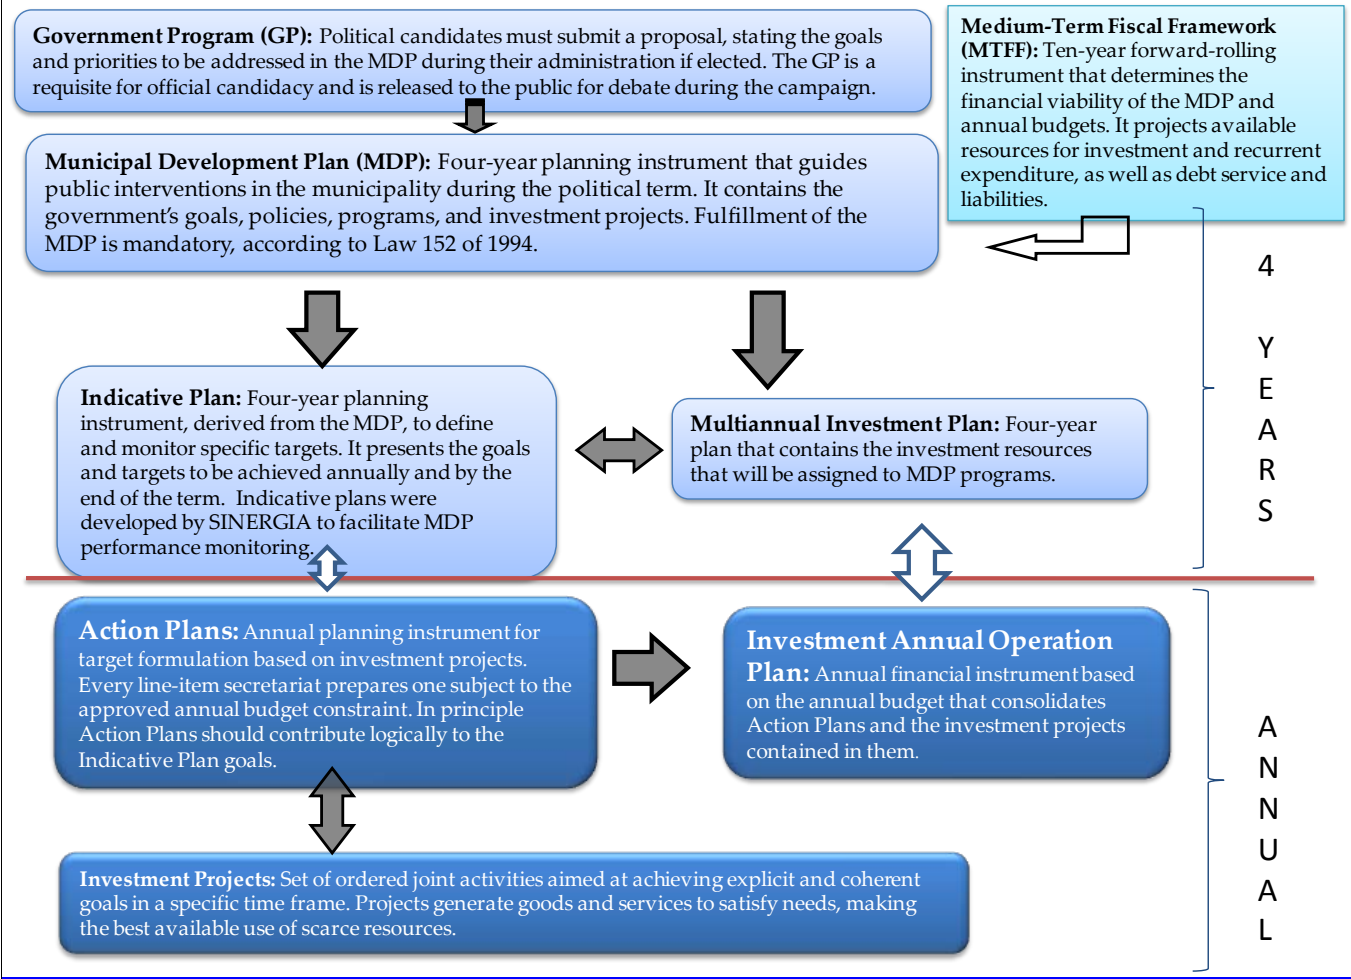 Government Program (GP): Political candidates must submit a proposal, stating the goals
and priorities to be addressed in the MDP during their administration if elected. The GP is a
requisite for official candidacy and is released to the public for debate during the campaign.
Medium-Term Fiscal Framework
(MTFF): Ten-year forward-rolling
instrument that determines the
financial viability of the MDP and
annual budgets. It projects available
resources for investment and recurrent
expenditure, as well as debt service and
liabilities.
Municipal Development Plan (MDP): Four-year planning instrument that guides
public interventions in the municipality during the political term. It contains the
government's goals, policies, programs, and investment projects. Fulfillment of the
MDP is mandatory, according to Law 152 of 1994.
4
Y
E
A
R
S
Indicative Plan: Four-year planning
instrument, derived from the MDP, to define
and monitor specific targets. It presents the goals
and targets to be achieved annually and by the
end of the term. Indicative plans were
developed by SINERGIA to facilitate MDP
performance monitoring.
Multiannual Investment Plan: Four-year
plan that contains the investment resources
that will be assigned to MDP programs.
Action Plans: Annual planning instrument for
target formulation based on investment projects.
Every line-item secretariat prepares one subject to the
approved annual budget constraint. In principle
Action Plans should contribute logically to the
Indicative Plan goals.
Investment Annual Operation
Plan: Annual financial instrument based
on the annual budget that consolidates
Action Plans and the investment projects
contained in them.
A
N
N
U
A
L
Investment Projects: Set of ordered joint activities aimed at achieving explicit and coherent
goals in a specific time frame. Projects generate goods and services to satisfy needs, making
the best available use of scarce resources.